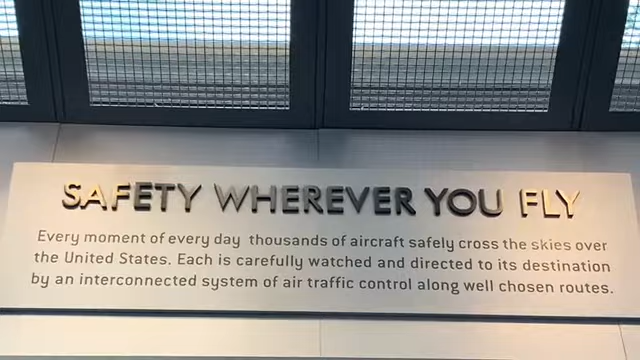 SAFETY WHEREVER YOU FLY
Every moment of every day thousands of aircraft safely cross the skies over
the United States. Each is carefully watched and directed to its destination
by an interconnected system of air traffic control along well chosen routes.